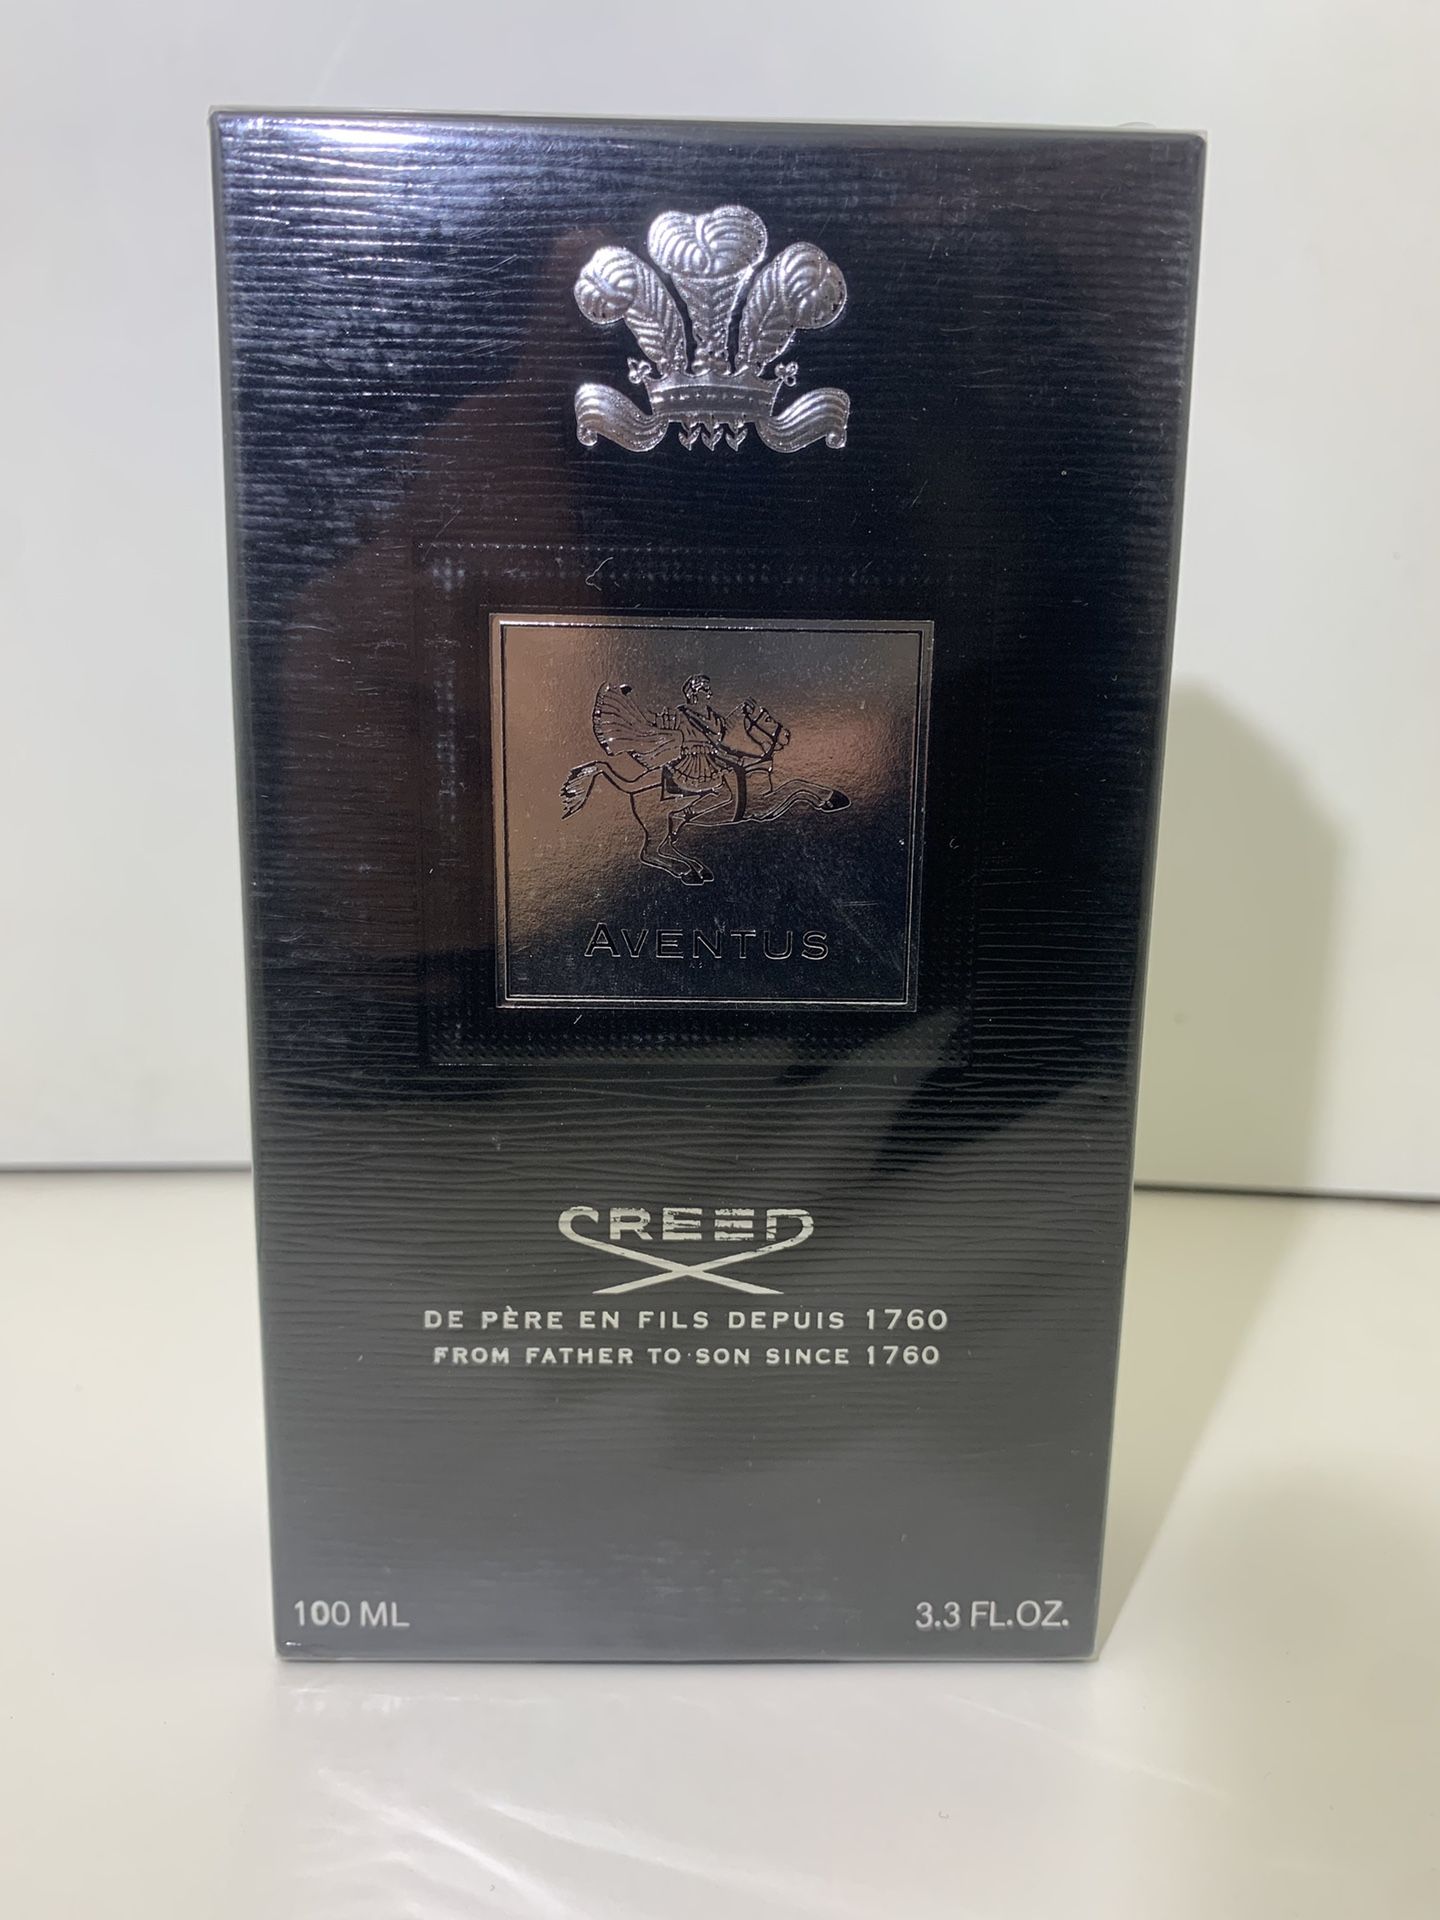 AVENTUS
CREED
DE PÈRE EN FILS DEPUIS 1760
FROM FATHER TO SON SINCE 1760
100 ML
3.3 FL.OZ.